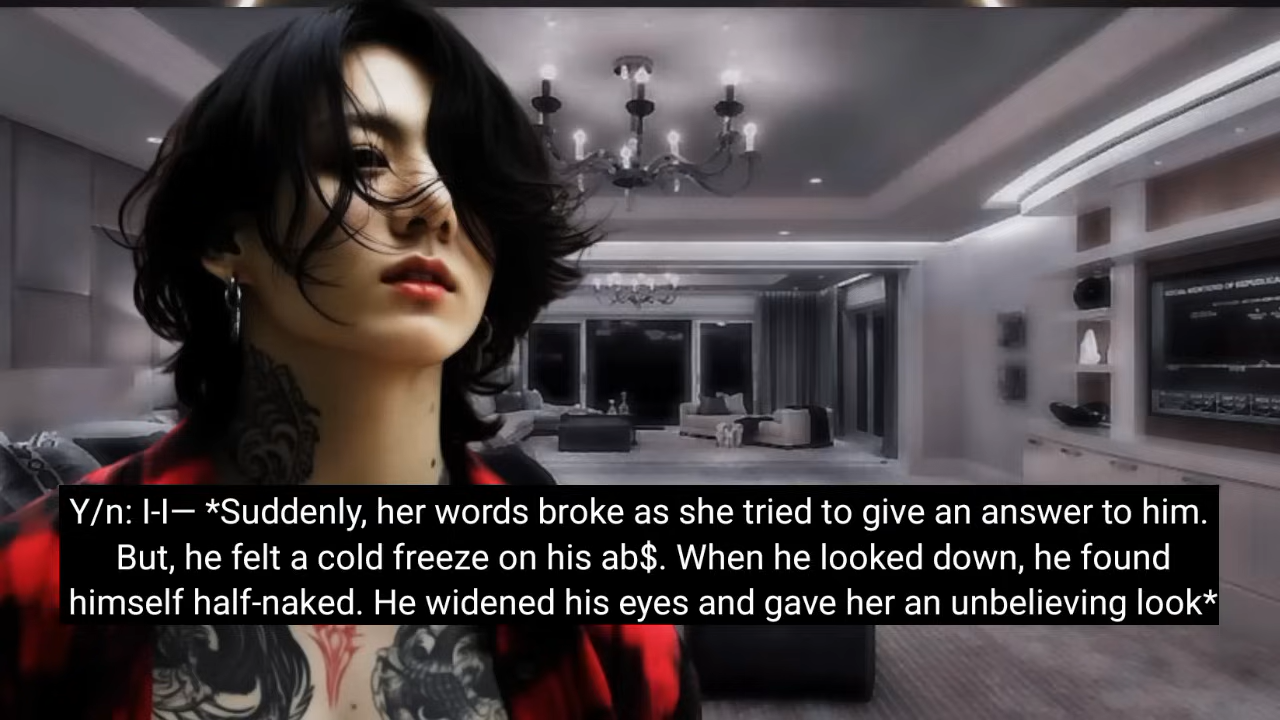 Y/n: I-I— *Suddenly, her words broke as she tried to give an answer to him.
But, he felt a cold freeze on his ab$. When he looked down, he found
himself half-naked. He widened his eyes and gave her an unbelieving look*